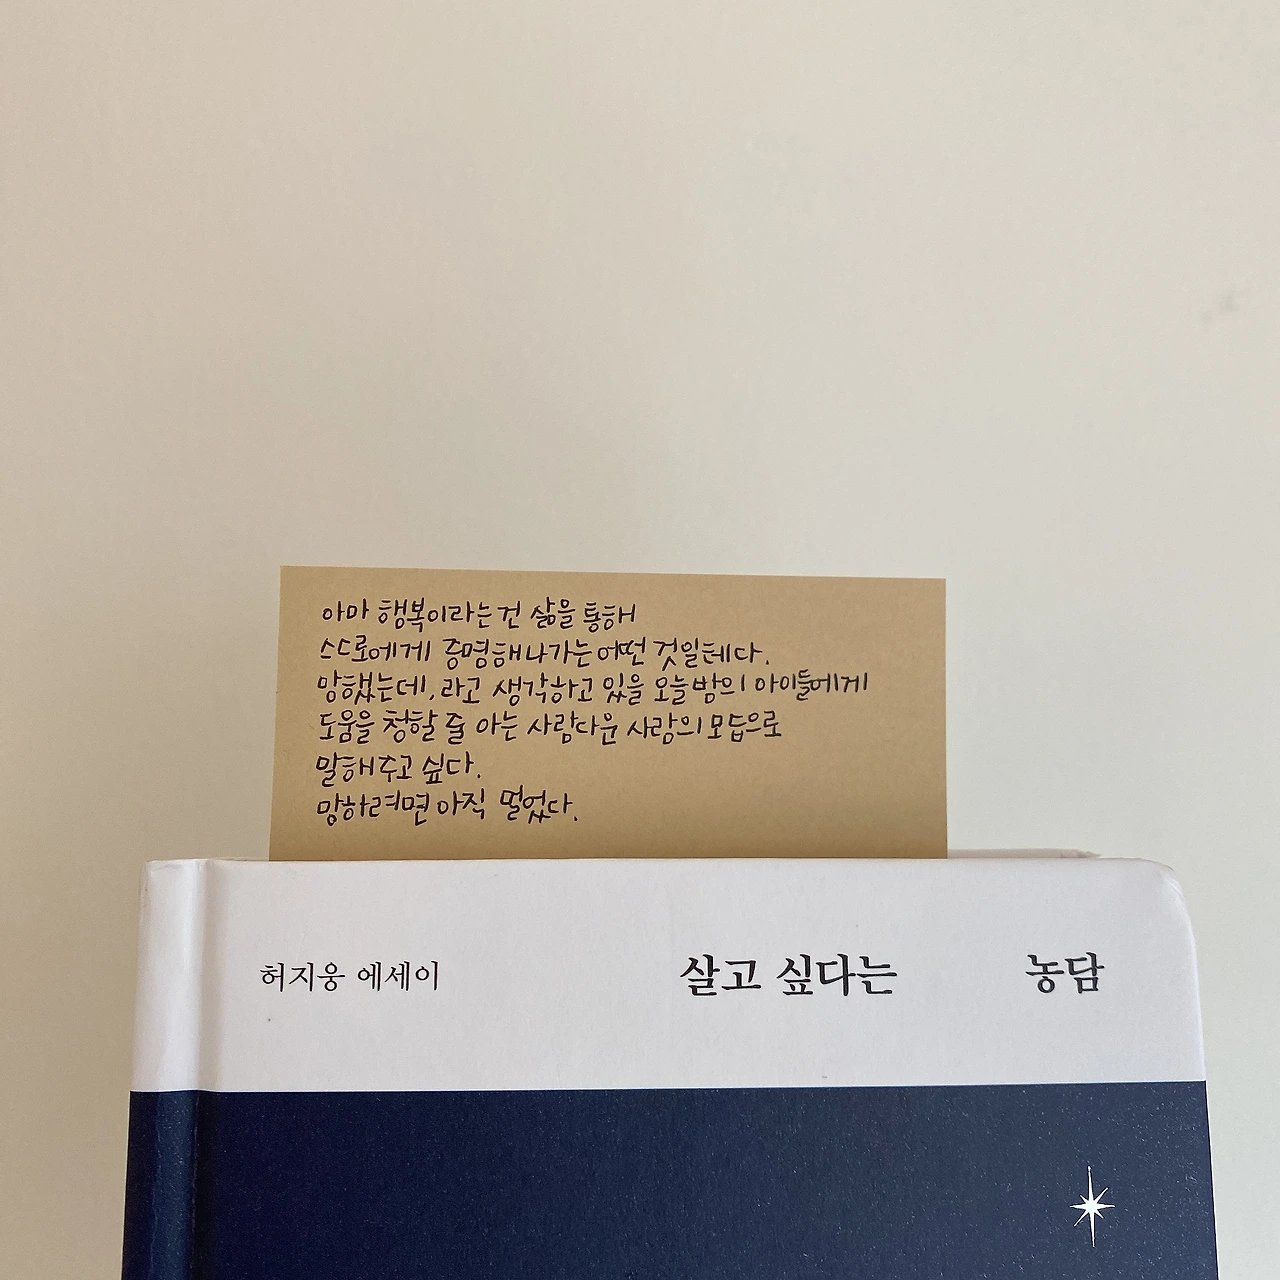 아마 행복이라는건 삶을 통해
스스로에게 증명해나가는 어떤 것일테다.
망했는데, 라고 생각하고 있을 오늘밤의 아이들에게
도움을 청할 줄 아는 사람다운 사람의 모습으로
말해주고 싶다.
망하려면 아직 멀었다.
허지웅 에세이 살고 싶다는 농담